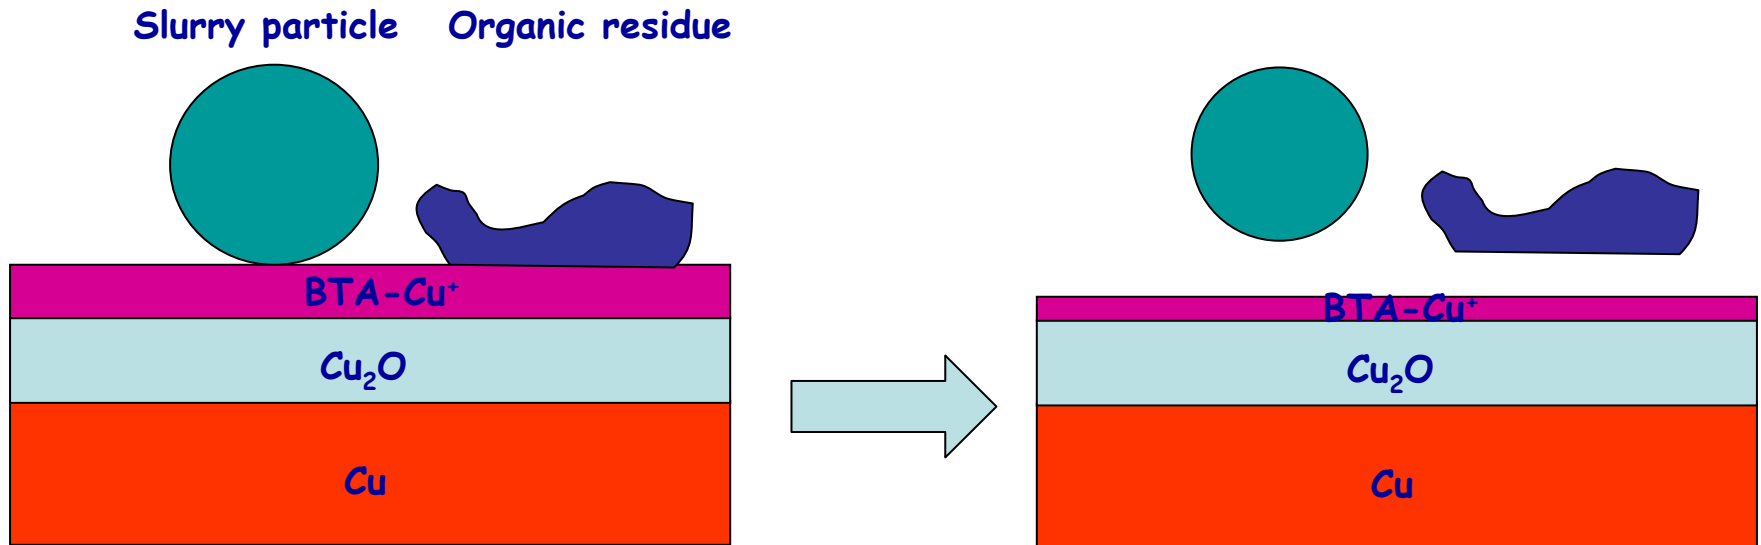 Slurry particle Organic residue
BTA-Cu⁺
Cu₂O
Cu
BTA-Cu⁺
Cu₂O
Cu